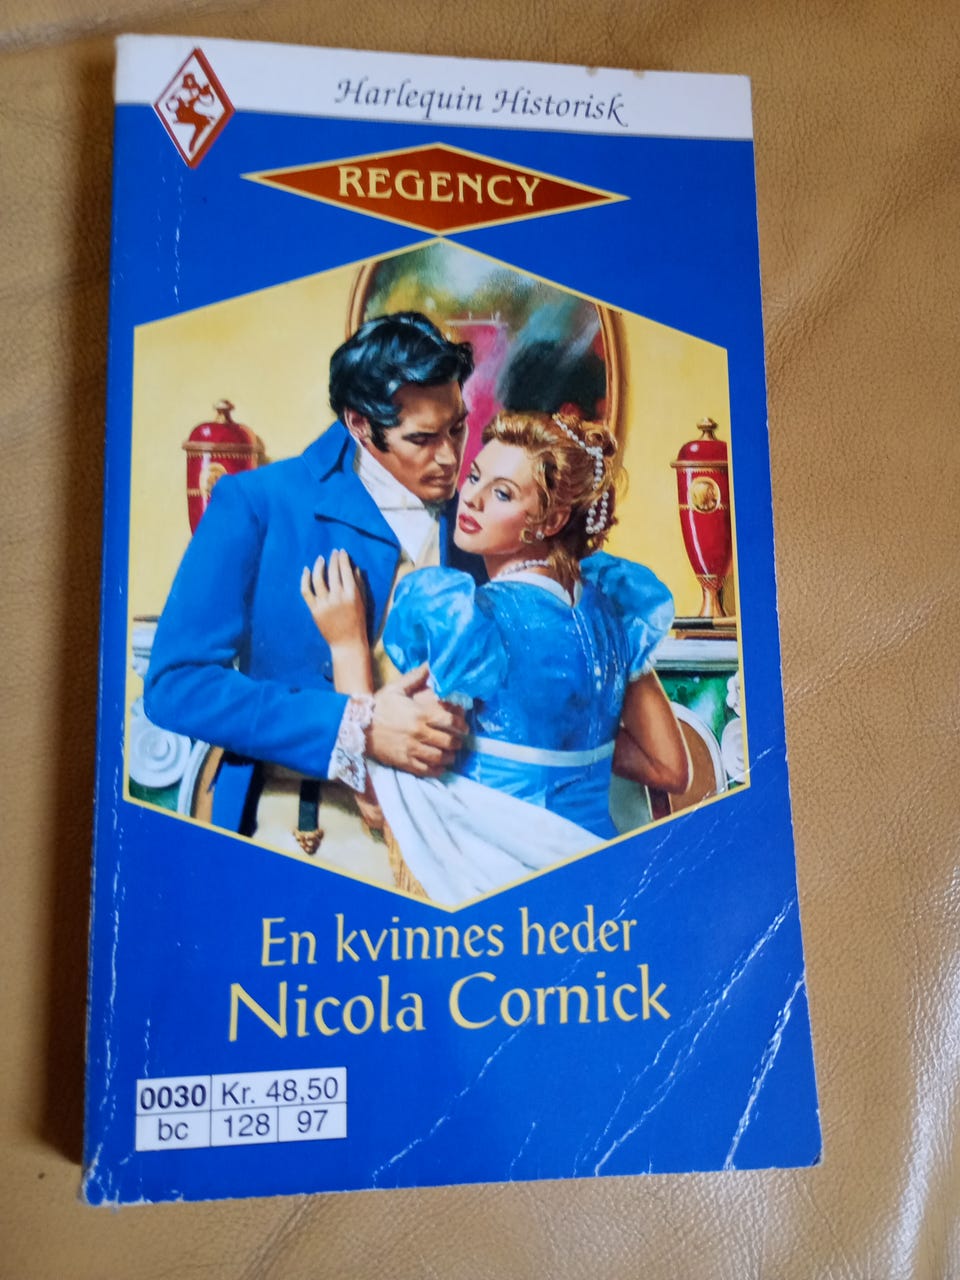 Harlequin Historisk
REGENCY
En kvinnes heder
Nicola Cornick
0030 Kr. 48,50
bc 128 97